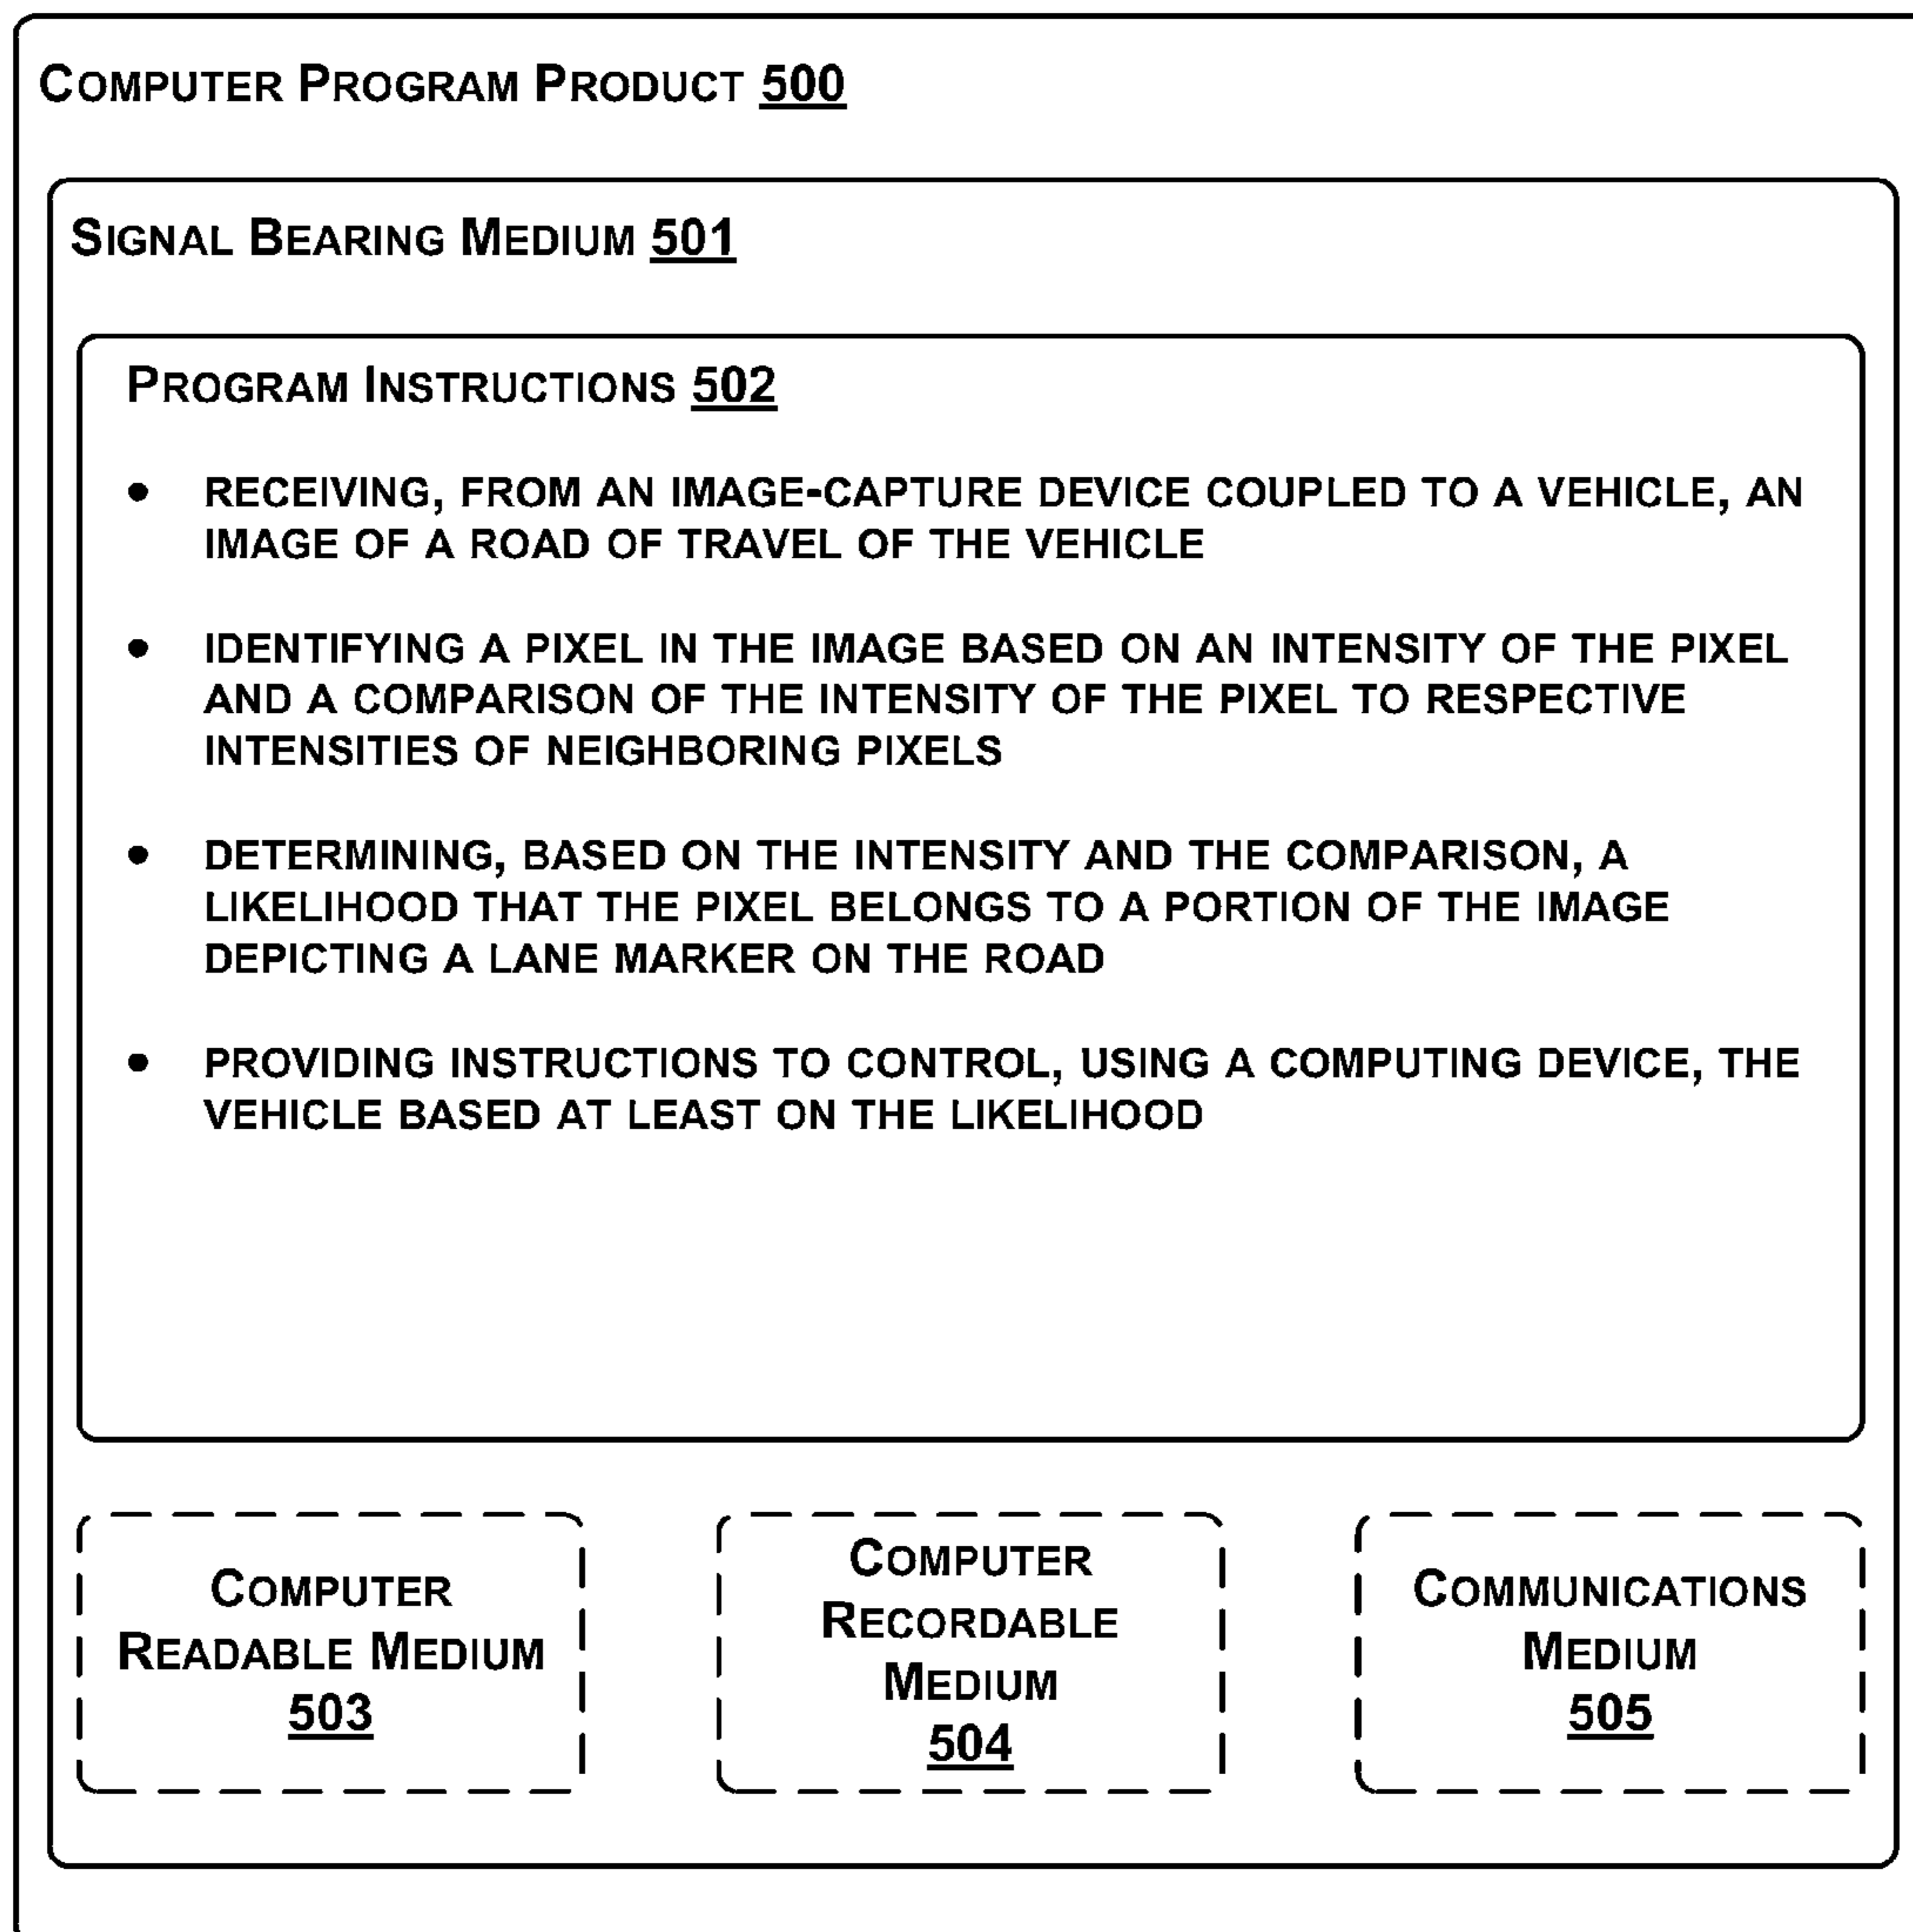 COMPUTER PROGRAM PRODUCT 500
SIGNAL BEARING MEDIUM 501
PROGRAM INSTRUCTIONS 502
• RECEIVING, FROM AN IMAGE-CAPTURE DEVICE COUPLED TO A VEHICLE, AN
IMAGE OF A ROAD OF TRAVEL OF THE VEHICLE
• IDENTIFYING A PIXEL IN THE IMAGE BASED ON AN INTENSITY OF THE PIXEL
AND A COMPARISON OF THE INTENSITY OF THE PIXEL TO RESPECTIVE
INTENSITIES OF NEIGHBORING PIXELS
• DETERMINING, BASED ON THE INTENSITY AND THE COMPARISON, A
LIKELIHOOD THAT THE PIXEL BELONGS TO A PORTION OF THE IMAGE
DEPICTING A LANE MARKER ON THE ROAD
• PROVIDING INSTRUCTIONS TO CONTROL, USING A COMPUTING DEVICE, THE
VEHICLE BASED AT LEAST ON THE LIKELIHOOD
COMPUTER
READABLE MEDIUM
503
COMPUTER
RECORDABLE
MEDIUM
504
COMMUNICATIONS
MEDIUM
505